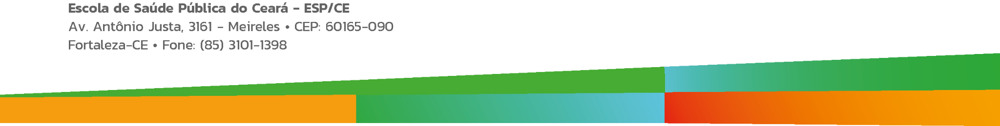 Escola de Saúde Pública do Ceará - ESP/CE
Av. Antônio Justa, 3161 - Meireles • CEP: 60165-090
Fortaleza-CE • Fone: (85) 3101-1398